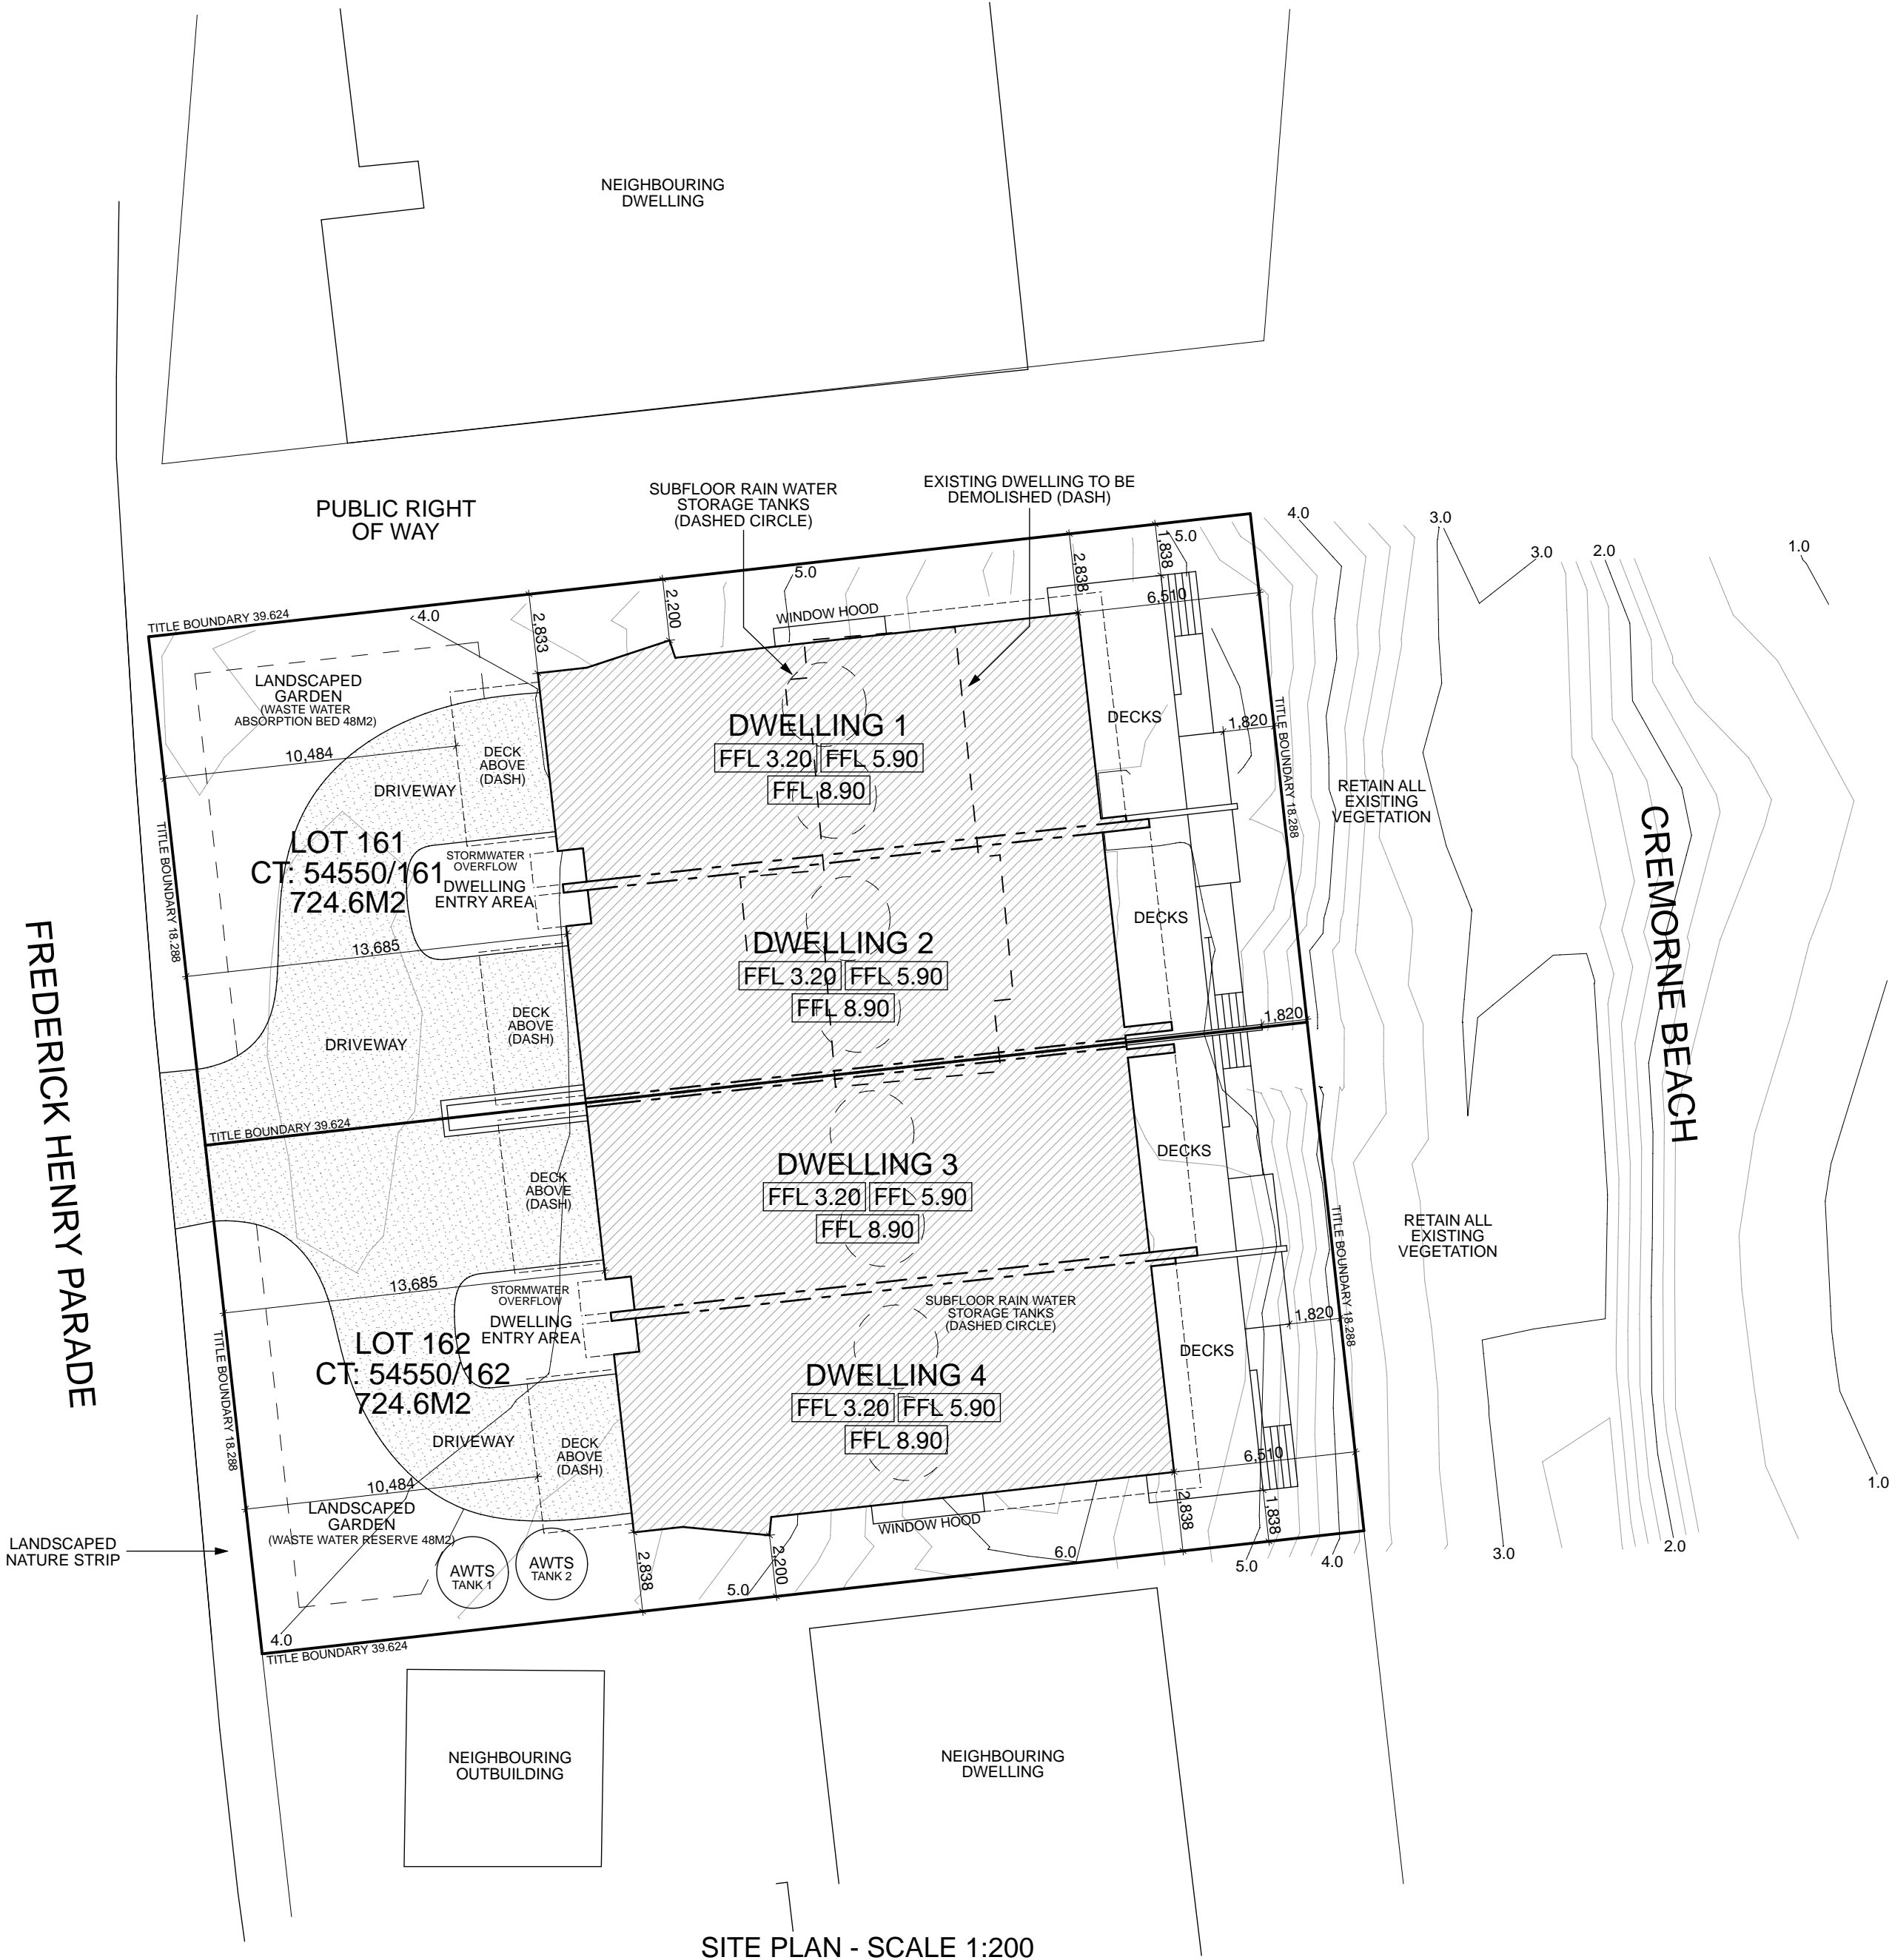 NEIGHBOURING
DWELLING
PUBLIC RIGHT
OF WAY
SUBFLOOR RAIN WATER
STORAGE TANKS
(DASHED CIRCLE)
EXISTING DWELLING TO BE
DEMOLISHED (DASH)
4.0
3.0
3.0
2.0
1.0
5.0
5.0
4.0
TITLE BOUNDARY 39.624
2,833
2,200
2,838
1,838
6,510
WINDOW HOOD
LANDSCAPED
GARDEN
(WASTE WATER
ABSORPTION BED 48M2)
10,484
DECK
ABOVE
(DASH)
DRIVEWAY
DWELLING 1
FFL 3.20
FFL 5.90
FFL 8.90
DECKS
1,820
TITLE BOUNDARY 18.288
RETAIN ALL
EXISTING
VEGETATION
TITLE BOUNDARY 18.288
LOT 161
CT: 54550/161
724.6M2
STORMWATER
OVERFLOW
DWELLING
ENTRY AREA
13,685
DWELLING 2
FFL 3.20
FFL 5.90
FFL 8.90
DECKS
1,820
CREMORNE BEACH
FREDERICK HENRY PARADE
DECK
ABOVE
(DASH)
DRIVEWAY
TITLE BOUNDARY 39.624
DECK
ABOVE
(DASH)
DWELLING 3
FFL 3.20
FFL 5.90
FFL 8.90
DECKS
RETAIN ALL
EXISTING
VEGETATION
TITLE BOUNDARY 18.288
13,685
STORMWATER
OVERFLOW
DWELLING
ENTRY AREA
LOT 162
CT: 54550/162
724.6M2
TITLE BOUNDARY 18.288
SUBFLOOR RAIN WATER
STORAGE TANKS
(DASHED CIRCLE)
1,820
DECKS
DWELLING 4
FFL 3.20
FFL 5.90
FFL 8.90
DRIVEWAY
DECK
ABOVE
(DASH)
6,510
10,484
LANDSCAPED
GARDEN
(WASTE WATER RESERVE 48M2)
LANDSCAPED
NATURE STRIP
AWTS
TANK 1
AWTS
TANK 2
WINDOW HOOD
2,838
2,200
2,838
1,838
5.0
6.0
5.0
4.0
3.0
2.0
1.0
4.0
TITLE BOUNDARY 39.624
NEIGHBOURING
OUTBUILDING
NEIGHBOURING
DWELLING
SITE PLAN - SCALE 1:200